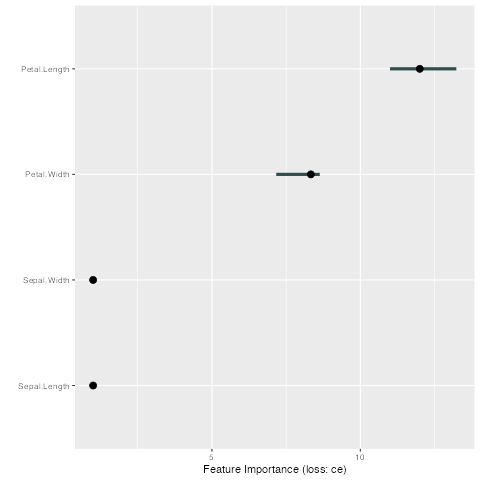 Petal.Length
Petal.Width
Sepal.Width
Sepal.Length
5
10
Feature Importance (loss: ce)